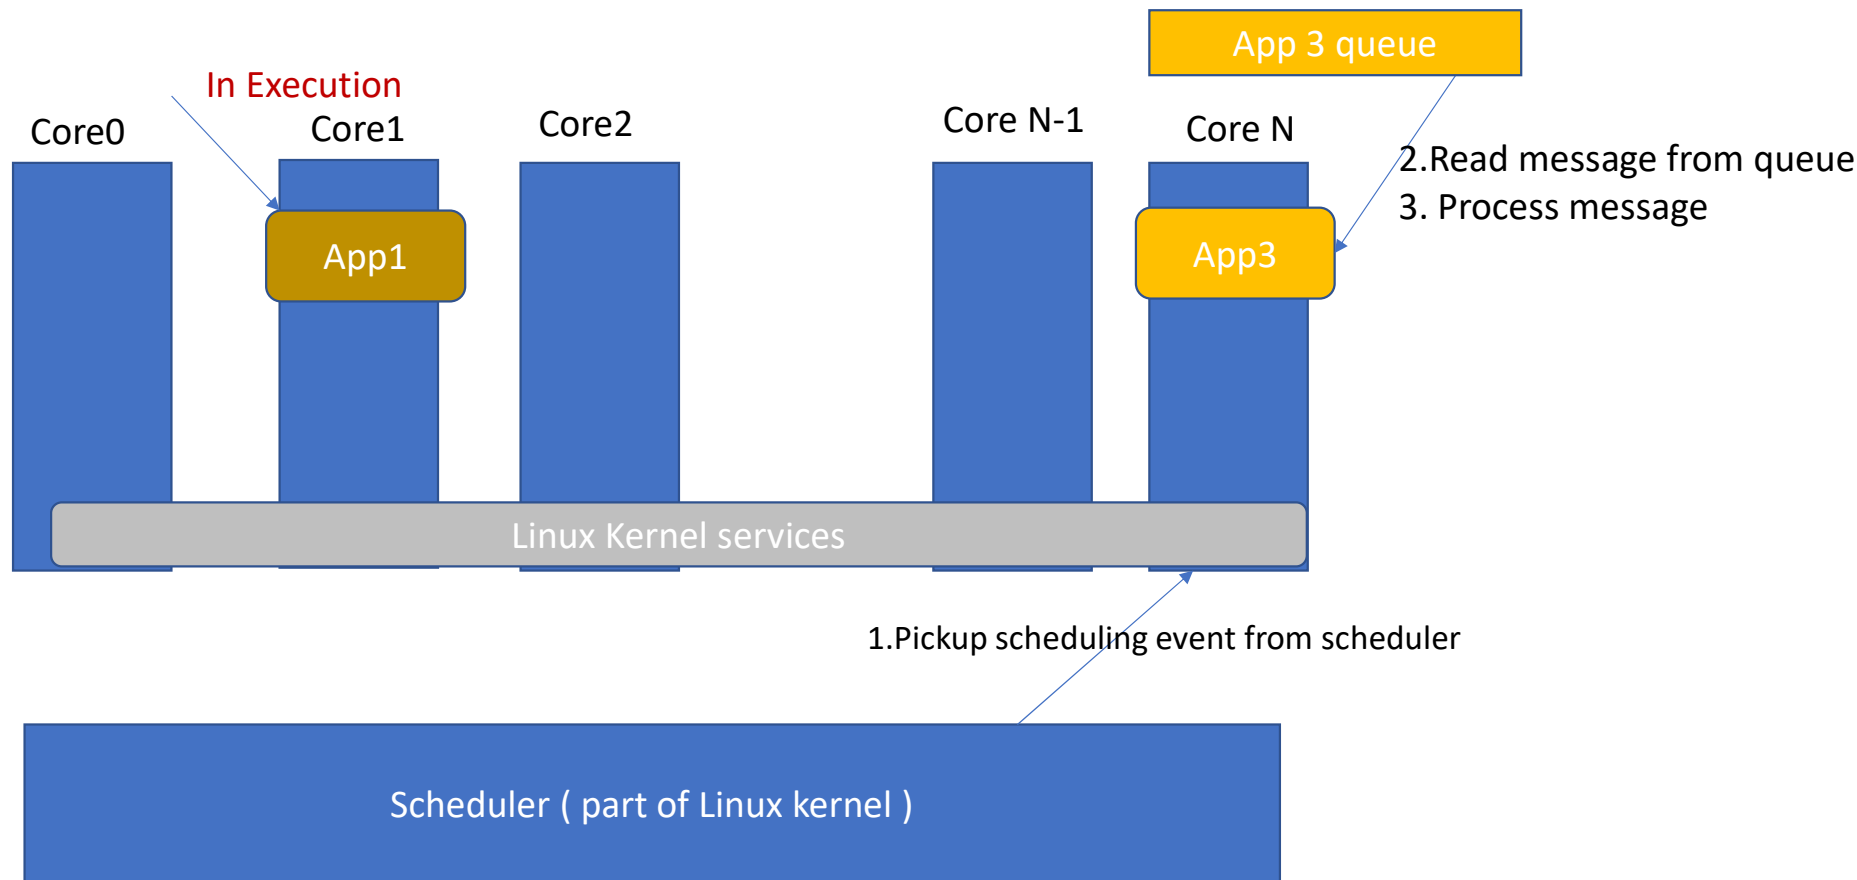 App 3 queue
In Execution
Core0
Core1
Core2
Core N-1
Core N
2.Read message from queue
3. Process message
App1
App3
Linux Kernel services
1.Pickup scheduling event from scheduler
Scheduler ( part of Linux kernel )